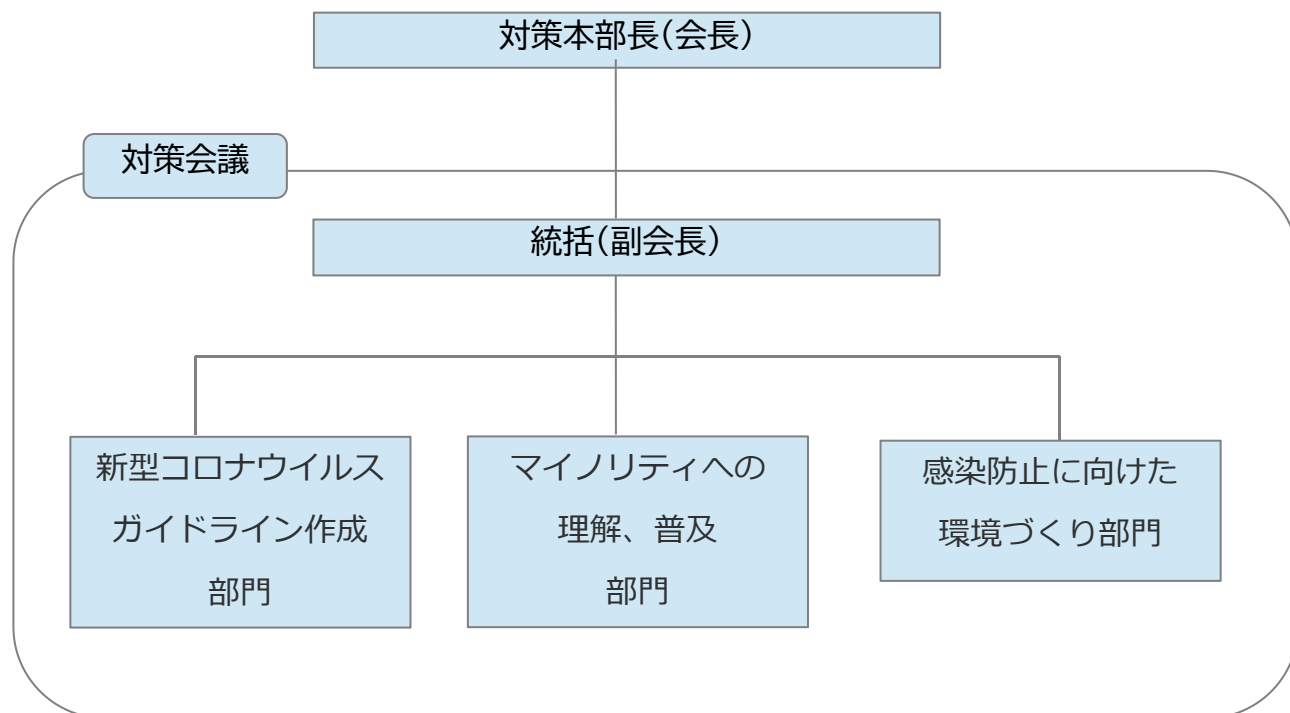 対策本部長(会長)
対策会議
統括(副会長)
新型コロナウイルス
ガイドライン作成
部門
マイノリティへの
理解、普及
部門
感染防止に向けた
環境づくり部門